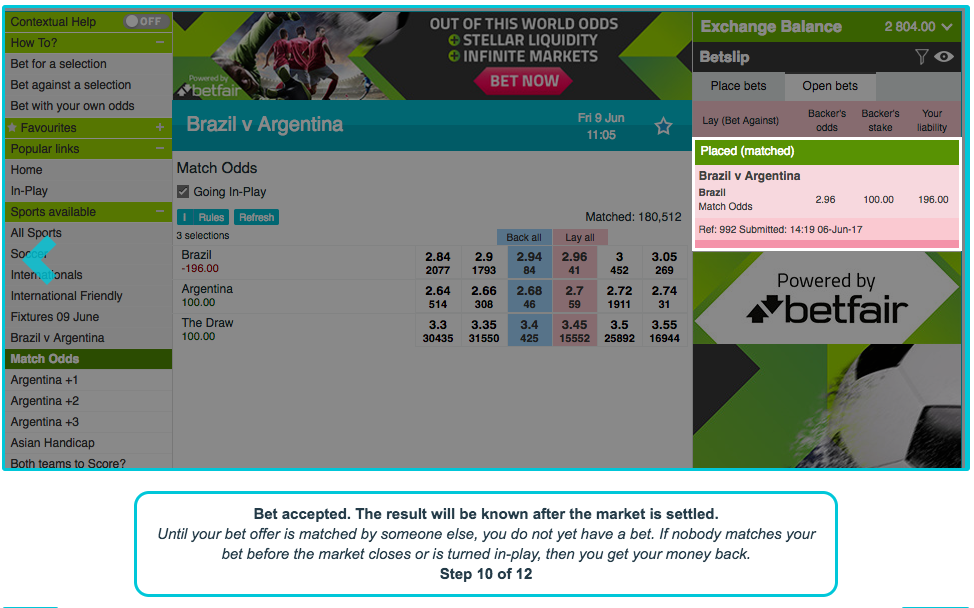 Contextual Help OFF
How To? −
Bet for a selection
Bet against a selection
Bet with your own odds
Favourites +
Popular links −
Home
In-Play
Sports available −
All Sports
Soccer
Internationals
International Friendly
Fixtures 09 June
Brazil v Argentina
Match Odds
Argentina +1
Argentina +2
Argentina +3
Asian Handicap
Both teams to Score?
OUT OF THIS WORLD ODDS
STELLAR LIQUIDITY
INFINITE MARKETS
BET NOW
Powered by
betfair
Brazil v Argentina
Fri 9 Jun
11:05
Match Odds
Going In-Play
I Rules Refresh
Matched: 180,512
3 selections
Back all Lay all
Brazil 2.84 2.9 2.94 2.96 3 3.05
-196.00 2077 1793 84 41 452 269
Argentina 2.64 2.66 2.68 2.7 2.72 2.74
100.00 514 308 46 59 1911 31
The Draw 3.3 3.35 3.4 3.45 3.5 3.55
100.00 30435 31550 425 15552 25892 16944
Exchange Balance 2 804.00
Betslip
Place bets Open bets
Lay (Bet Against) Backer's odds Backer's stake Your liability
Placed (matched)
Brazil v Argentina
Brazil
Match Odds 2.96 100.00 196.00
Ref: 992 Submitted: 14:19 06-Jun-17
Powered by
betfair
Bet accepted. The result will be known after the market is settled.
Until your bet offer is matched by someone else, you do not yet have a bet. If nobody matches your
bet before the market closes or is turned in-play, then you get your money back.
Step 10 of 12